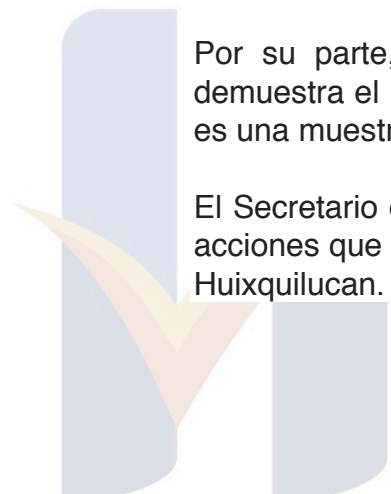 Por su parte,
demuestra el
es una muestr
El Secretario
acciones que
Huixquilucan.